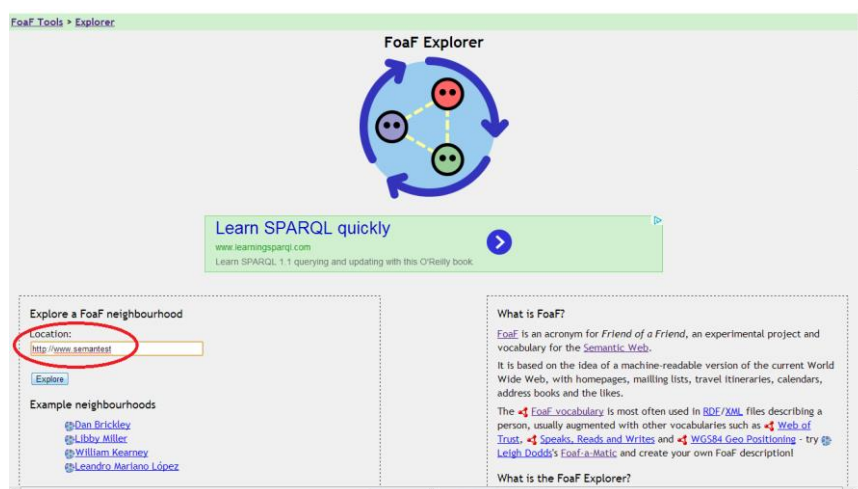 FoaF Tools > Explorer
FoaF Explorer
Learn SPARQL quickly
www.learningsparql.com
Learn SPARQL 1.1 querying and updating with this O'Reilly book.
Explore a FoaF neighbourhood
Location:
http://www.semantest
Explore
Example neighbourhoods
Dan Brickley
Libby Miller
William Kearney
Leandro Mariano López
What is FoaF?
FoaF is an acronym for Friend of a Friend, an experimental project and
vocabulary for the Semantic Web.
It is based on the idea of a machine-readable version of the current World
Wide Web, with homepages, mailling lists, travel itineraries, calendars,
address books and the likes.
The FoaF vocabulary is most often used in RDF/XML files describing a
person, usually augmented with other vocabularies such as Web of
Trust, Speaks, Reads and Writes and WGS84 Geo Positioning - try
Leigh Dodds's Foaf-a-Matic and create your own FoaF description!
What is the FoaF Explorer?